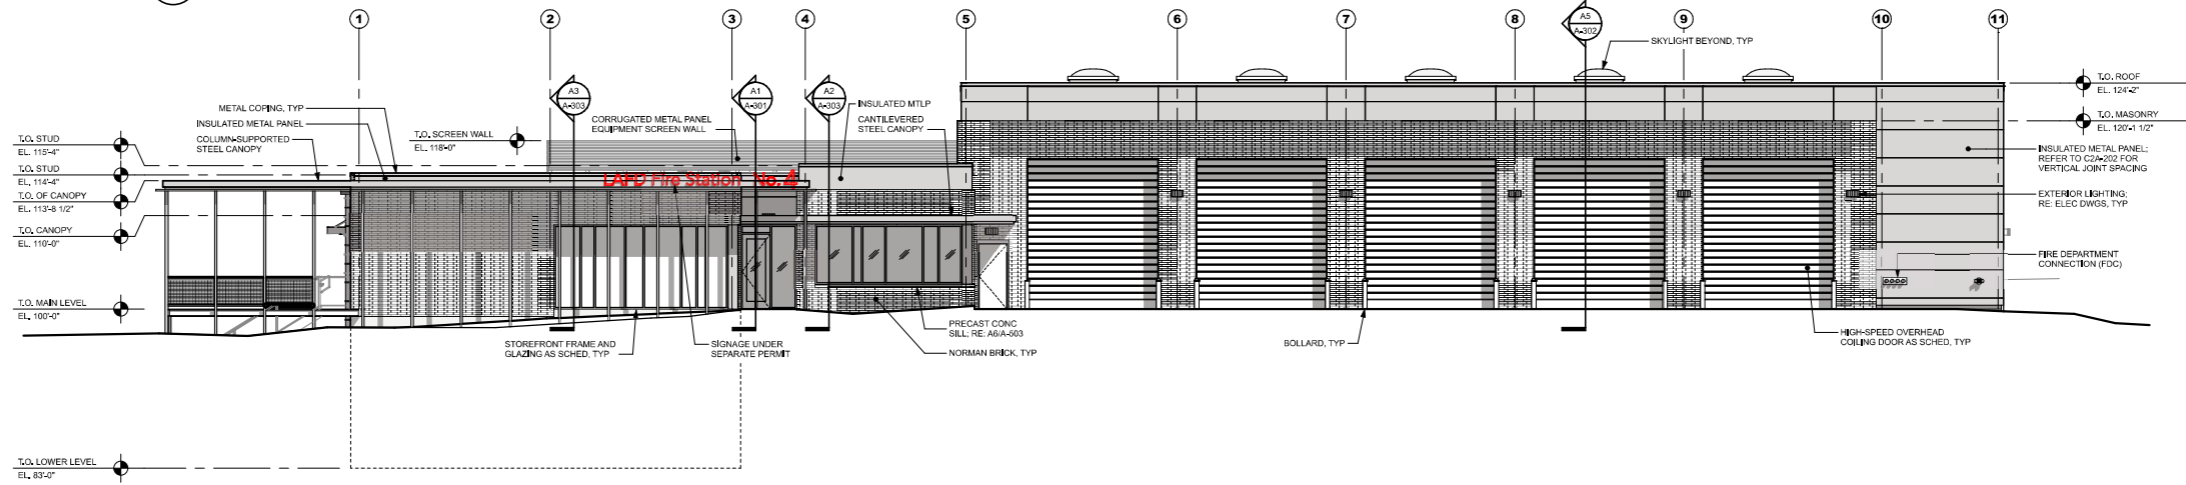 1 2 3 4 5 6 7 8 9 10 11
A5
A-302
SKYLIGHT BEYOND, TYP
T.O. ROOF
EL. 124'-2"
A3
A-303
A1
A-301
A2
A-303
METAL COPING, TYP
INSULATED METAL PANEL
COLUMN-SUPPORTED
STEEL CANOPY
T.O. SCREEN WALL
EL. 118'-0"
CORRUGATED METAL PANEL
EQUIPMENT SCREEN WALL
INSULATED MTLP
CANTILEVERED
STEEL CANOPY
T.O. MASONRY
EL. 120'-1 1/2"
T.O. STUD
EL. 115'-4"
T.O. STUD
EL. 114'-4"
T.O. OF CANOPY
EL. 113'-8 1/2"
T.O. CANOPY
EL. 110'-0"
LAFD Fire Station No. 4
INSULATED METAL PANEL;
REFER TO C2A-202 FOR
VERTICAL JOINT SPACING
EXTERIOR LIGHTING;
RE: ELEC DWGS, TYP
FIRE DEPARTMENT
CONNECTION (FDC)
T.O. MAIN LEVEL
EL. 100'-0"
STOREFRONT FRAME AND
GLAZING AS SCHED, TYP
SIGNAGE UNDER
SEPARATE PERMIT
PRECAST CONC
SILL; RE: A6/A-503
NORMAN BRICK, TYP
BOLLARD, TYP
HIGH-SPEED OVERHEAD
COILING DOOR AS SCHED, TYP
T.O. LOWER LEVEL
EL. 83'-0"